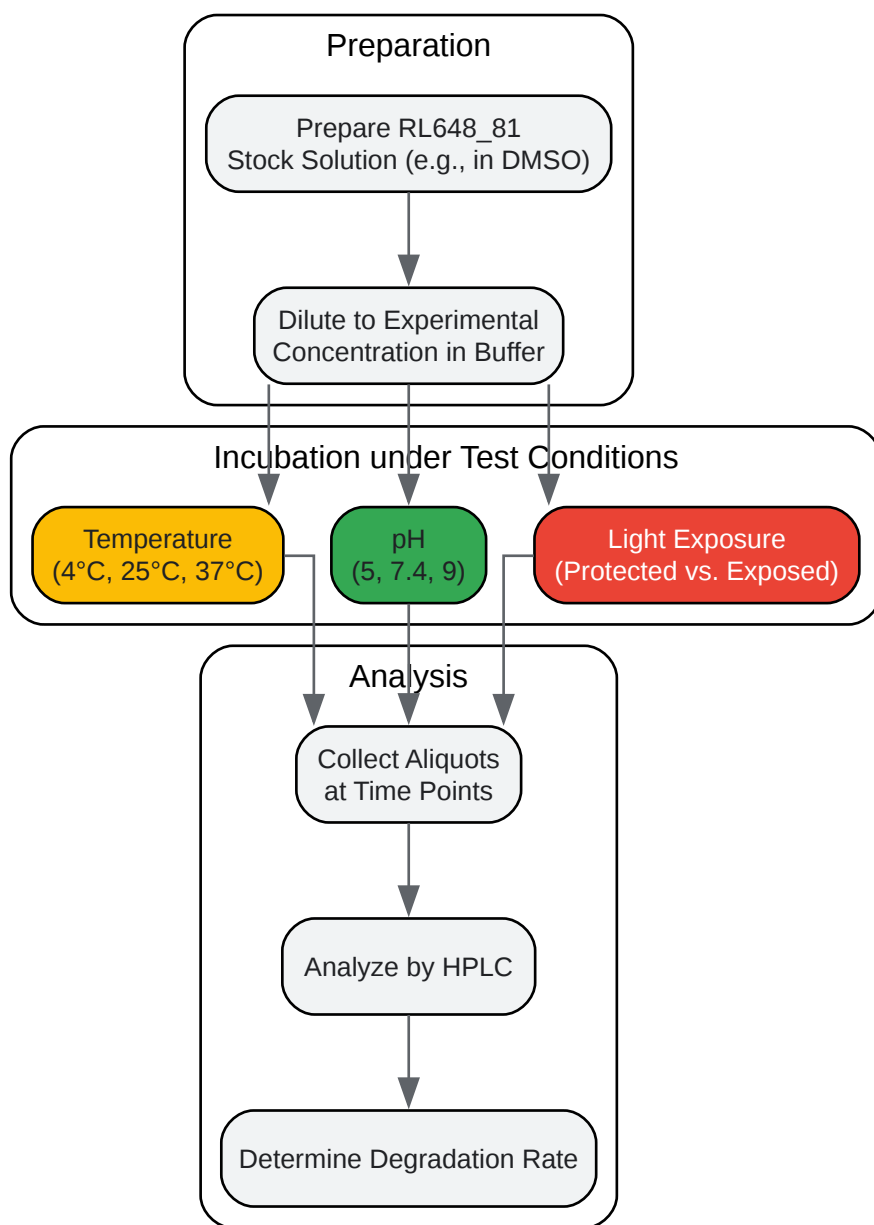 Preparation
Prepare RL648_81
Stock Solution (e.g., in DMSO)
Dilute to Experimental
Concentration in Buffer
Incubation under Test Conditions
Temperature
(4°C, 25°C, 37°C)
pH
(5, 7.4, 9)
Light Exposure
(Protected vs. Exposed)
Analysis
Collect Aliquots
at Time Points
Analyze by HPLC
Determine Degradation Rate